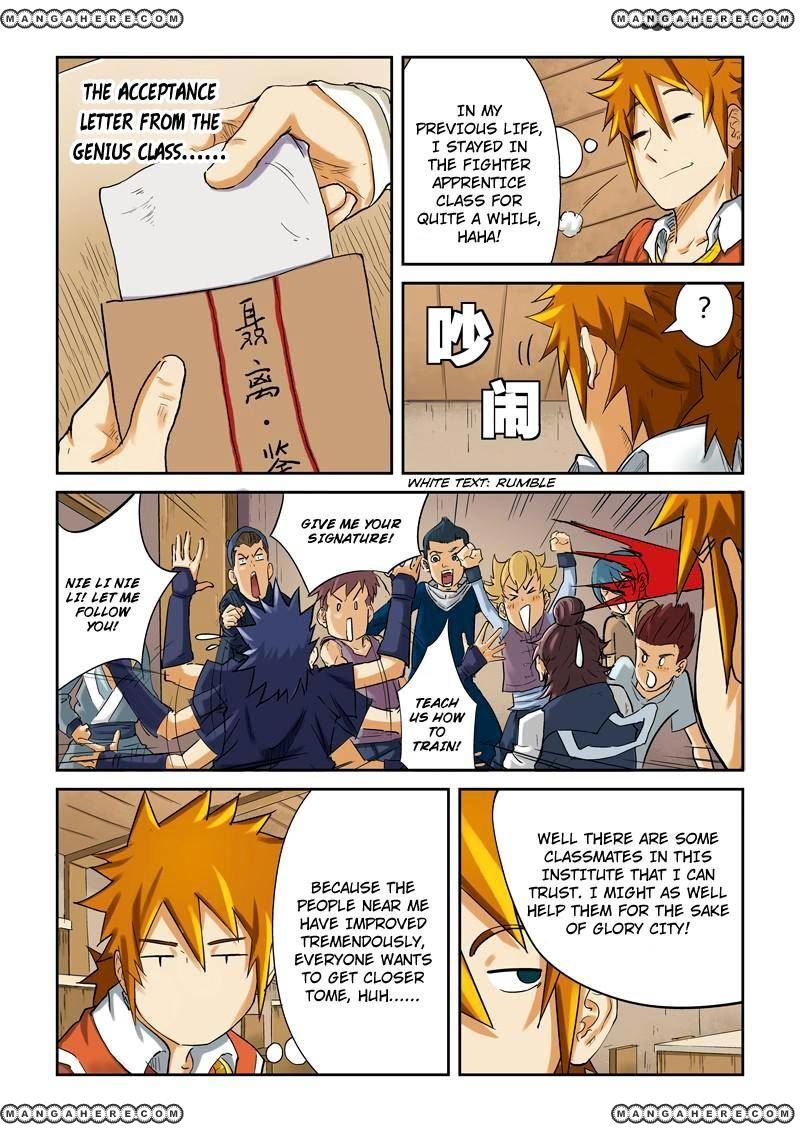 MANGAHERE.COM
MANGAHERE.COM
THE ACCEPTANCE
LETTER FROM THE
GENIUS CLASS......
聂离·鉴
IN MY
PREVIOUS LIFE,
I STAYED IN
THE FIGHTER
APPRENTICE
CLASS FOR
QUITE A WHILE,
HAHA!
?
吵
闹
WHITE TEXT: RUMBLE
NIE LI NIE
LI! LET ME
FOLLOW
YOU!
GIVE ME YOUR
SIGNATURE!
TEACH
US HOW
TO
TRAIN!
BECAUSE THE
PEOPLE NEAR ME
HAVE IMPROVED
TREMENDOUSLY,
EVERYONE WANTS
TO GET CLOSER
TOME, HUH......
WELL THERE ARE SOME
CLASSMATES IN THIS
INSTITUTE THAT I CAN
TRUST. I MIGHT AS WELL
HELP THEM FOR THE SAKE
OF GLORY CITY!
MANGAHERE.COM
MANGAHERE.COM